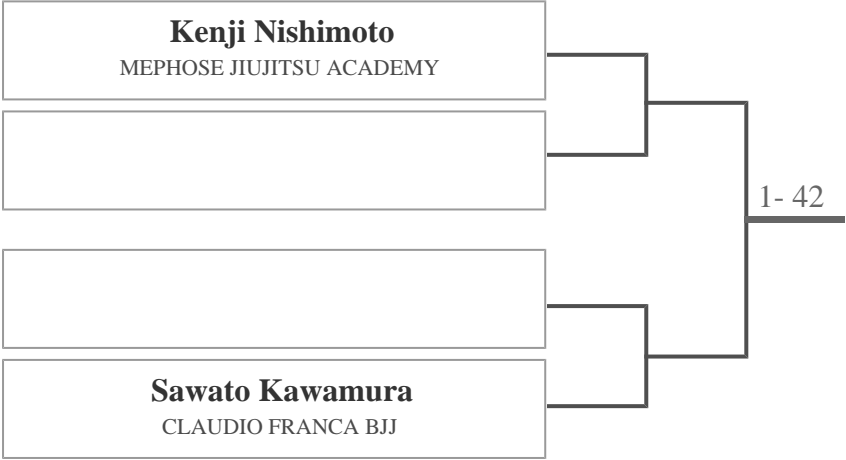 Kenji Nishimoto
MEPHOSE JIUJITSU ACADEMY
1- 42
Sawato Kawamura
CLAUDIO FRANCA BJJ